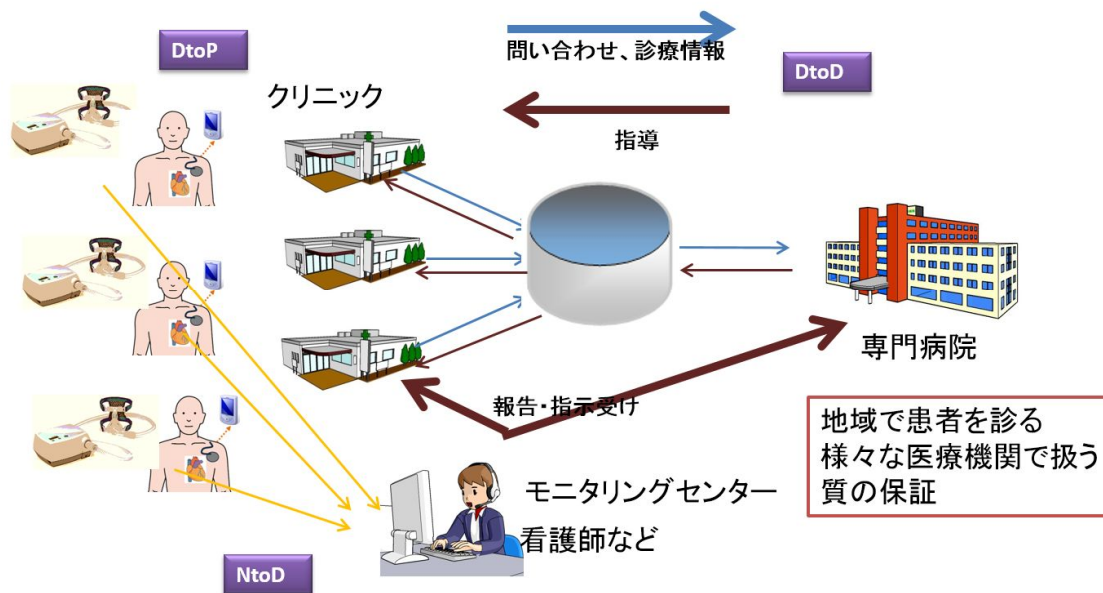 DtoP
問い合わせ、診療情報
DtoD
クリニック
指導
専門病院
報告・指示受け
地域で患者を診る
様々な医療機関で扱う
質の保証
モニタリングセンター
看護師など
NtoD